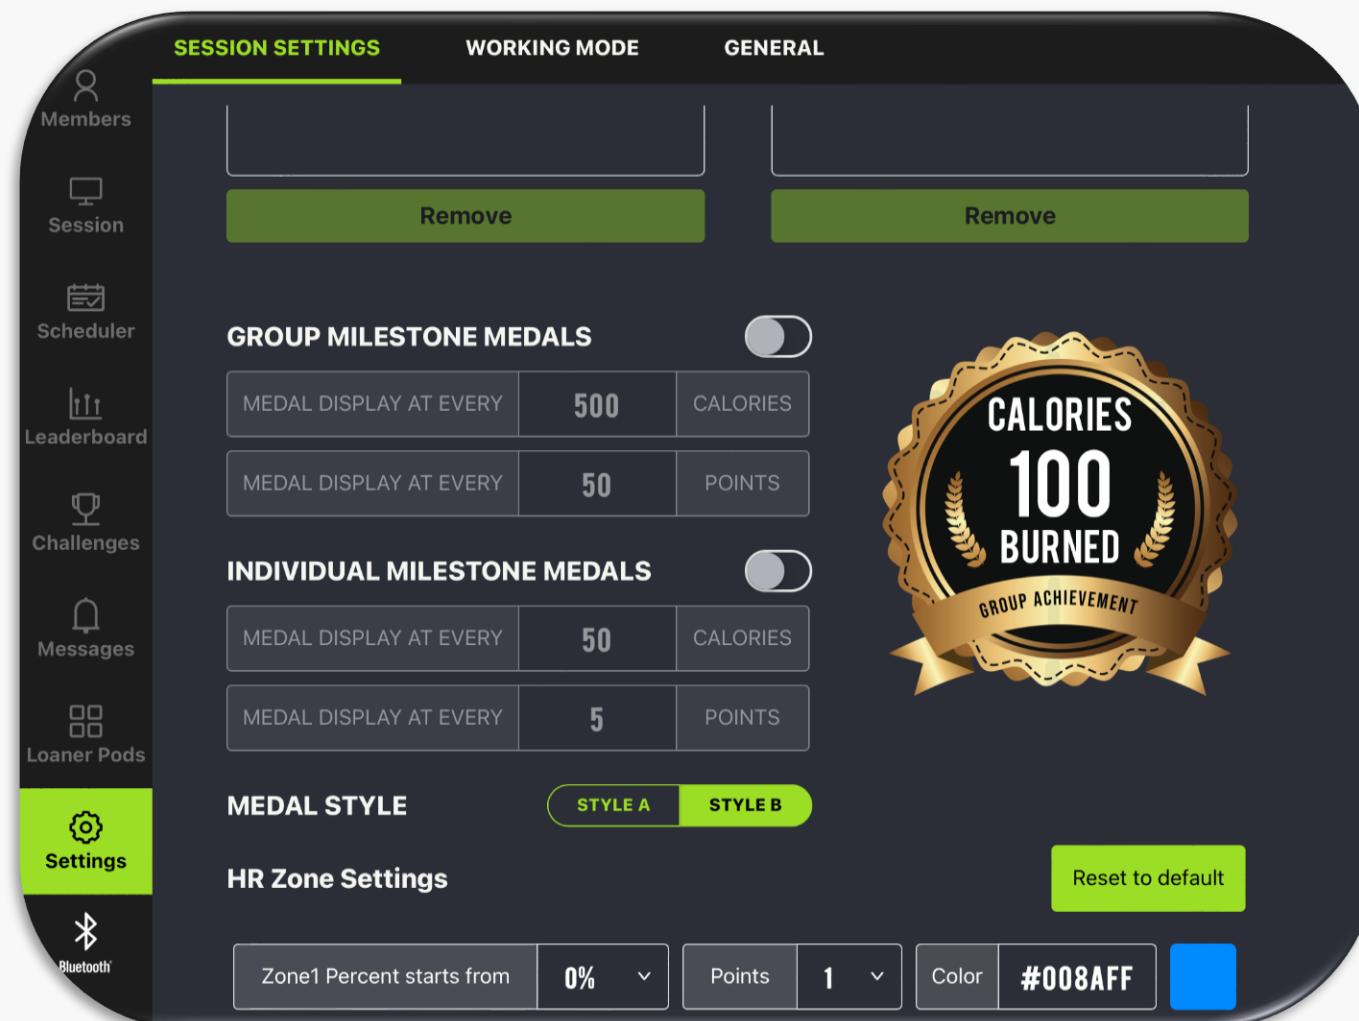 SESSION SETTINGS WORKING MODE GENERAL
Members
Session
Scheduler
Leaderboard
Challenges
Messages
Loaner Pods
Settings
Bluetooth
Remove Remove
GROUP MILESTONE MEDALS
MEDAL DISPLAY AT EVERY 500 CALORIES
MEDAL DISPLAY AT EVERY 50 POINTS
INDIVIDUAL MILESTONE MEDALS
MEDAL DISPLAY AT EVERY 50 CALORIES
MEDAL DISPLAY AT EVERY 5 POINTS
CALORIES
100
BURNED
GROUP ACHIEVEMENT
MEDAL STYLE STYLE A STYLE B
HR Zone Settings Reset to default
Zone1 Percent starts from 0% Points 1 Color #008AFF